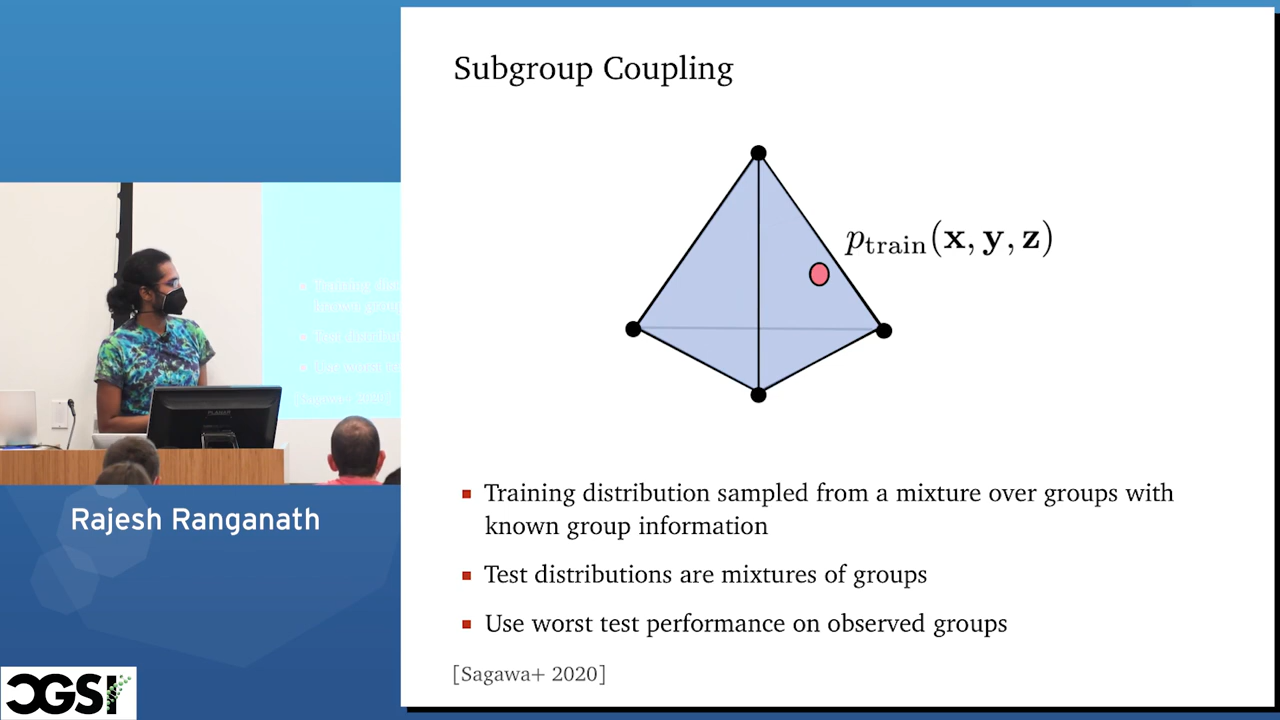 Subgroup Coupling
p_train(x, y, z)
Training distribution sampled from a mixture over groups with
known group information
Test distributions are mixtures of groups
Use worst test performance on observed groups
[Sagawa+ 2020]
Rajesh Ranganath
CGSI